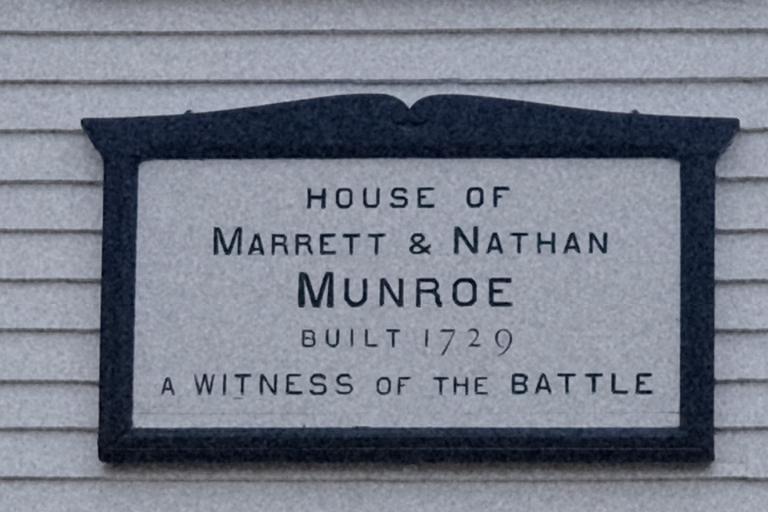 HOUSE OF
MARRETT & NATHAN
MUNROE
BUILT 1729
A WITNESS OF THE BATTLE